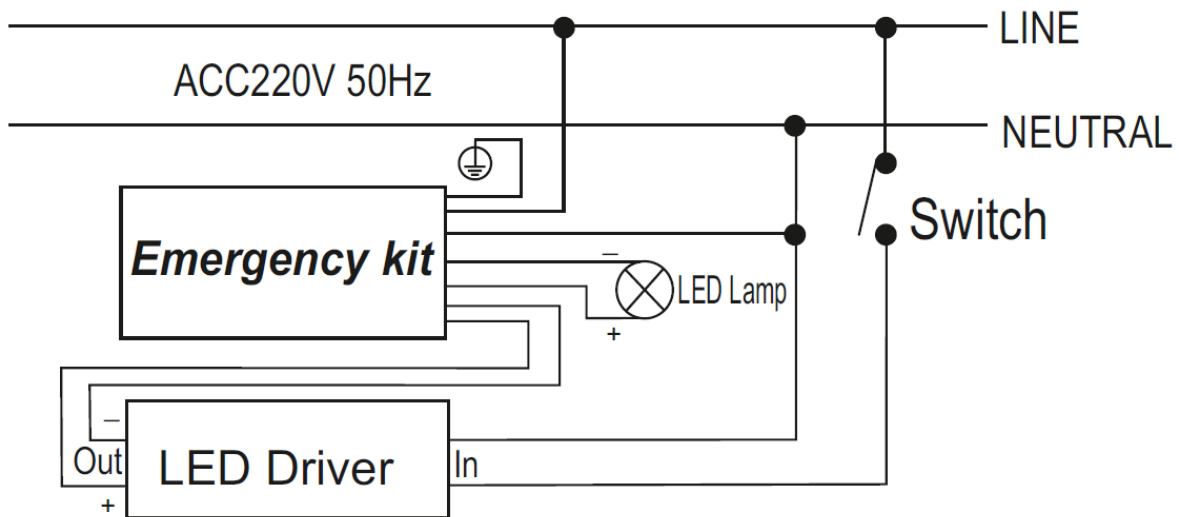 LINE
ACC220V 50Hz
NEUTRAL
Switch
Emergency kit
–
LED Lamp
+
–
Out
LED Driver
In
+